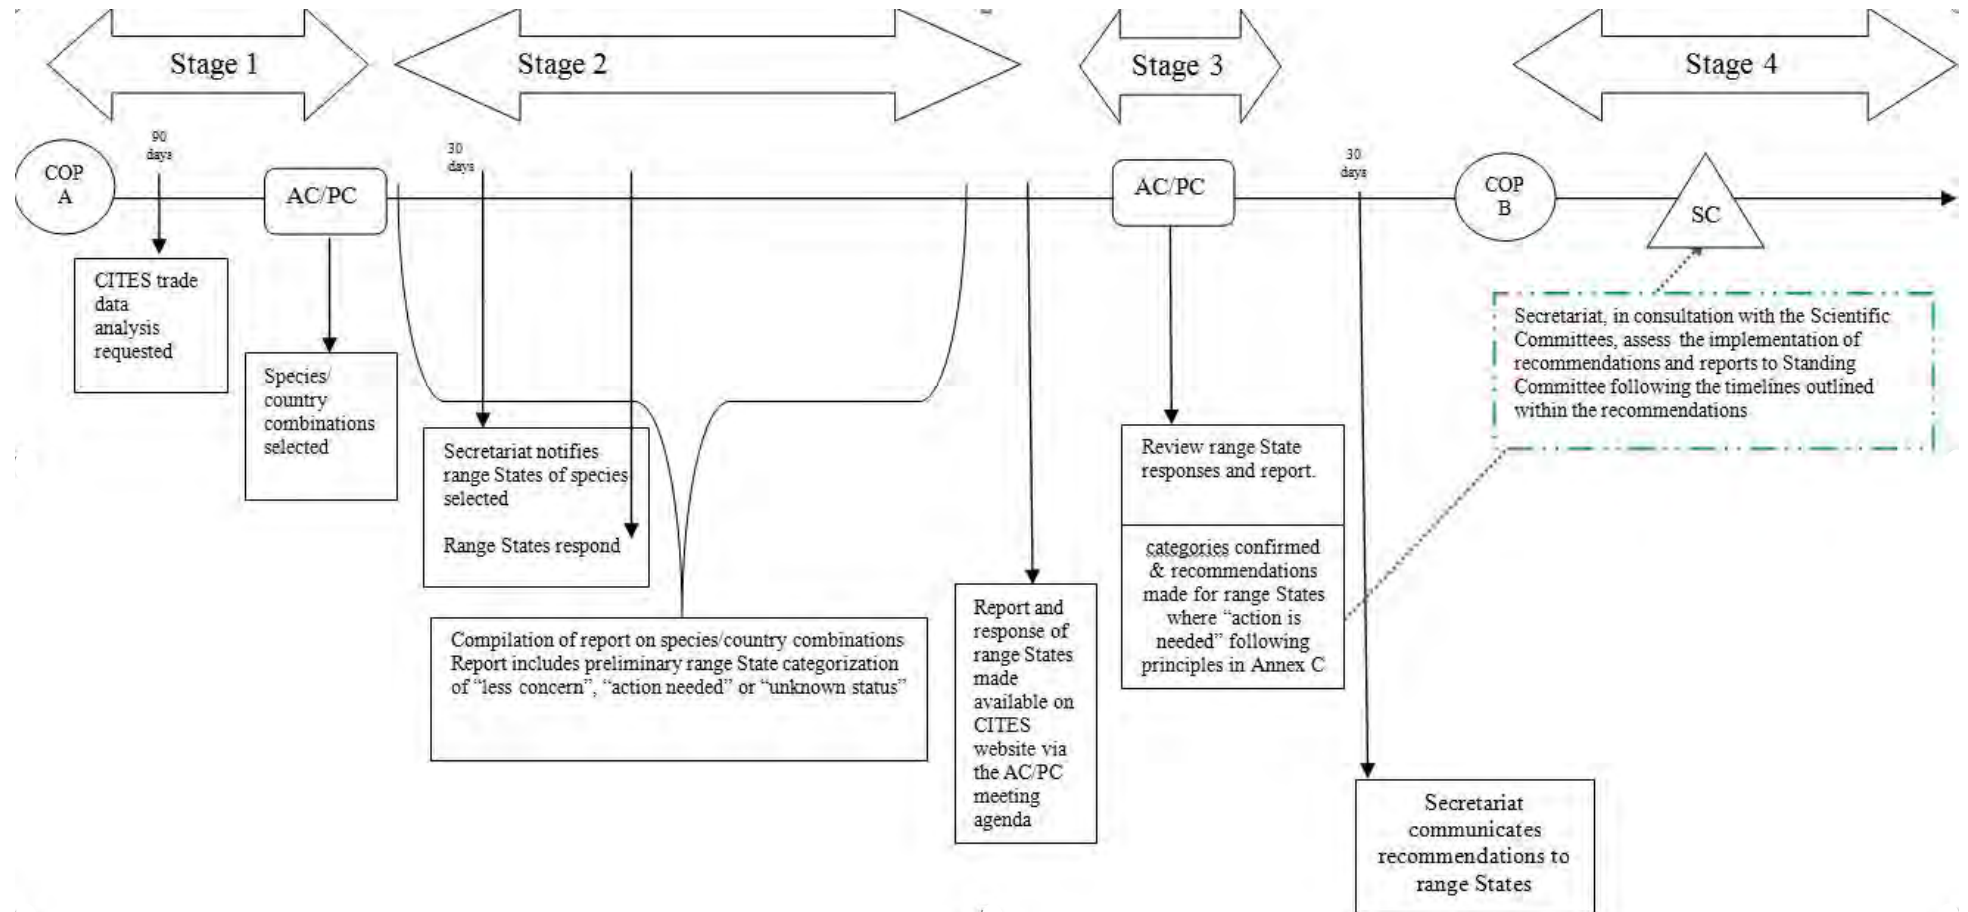 Stage 1
Stage 2
Stage 3
Stage 4
90
days
30
days
30
days
COP
A
AC/PC
AC/PC
COP
B
SC
CITES trade
data
analysis
requested
Species/
country
combinations
selected
Secretariat notifies
range States of species
selected
Range States respond
Compilation of report on species/country combinations
Report includes preliminary range State categorization
of “less concern”, “action needed” or “unknown status”
Report and
response of
range States
made
available on
CITES
website via
the AC/PC
meeting
agenda
Review range State
responses and report.
categories confirmed
& recommendations
made for range States
where “action is
needed” following
principles in Annex C
Secretariat
communicates
recommendations to
range States
Secretariat, in consultation with the Scientific
Committees, assess the implementation of
recommendations and reports to Standing
Committee following the timelines outlined
within the recommendations